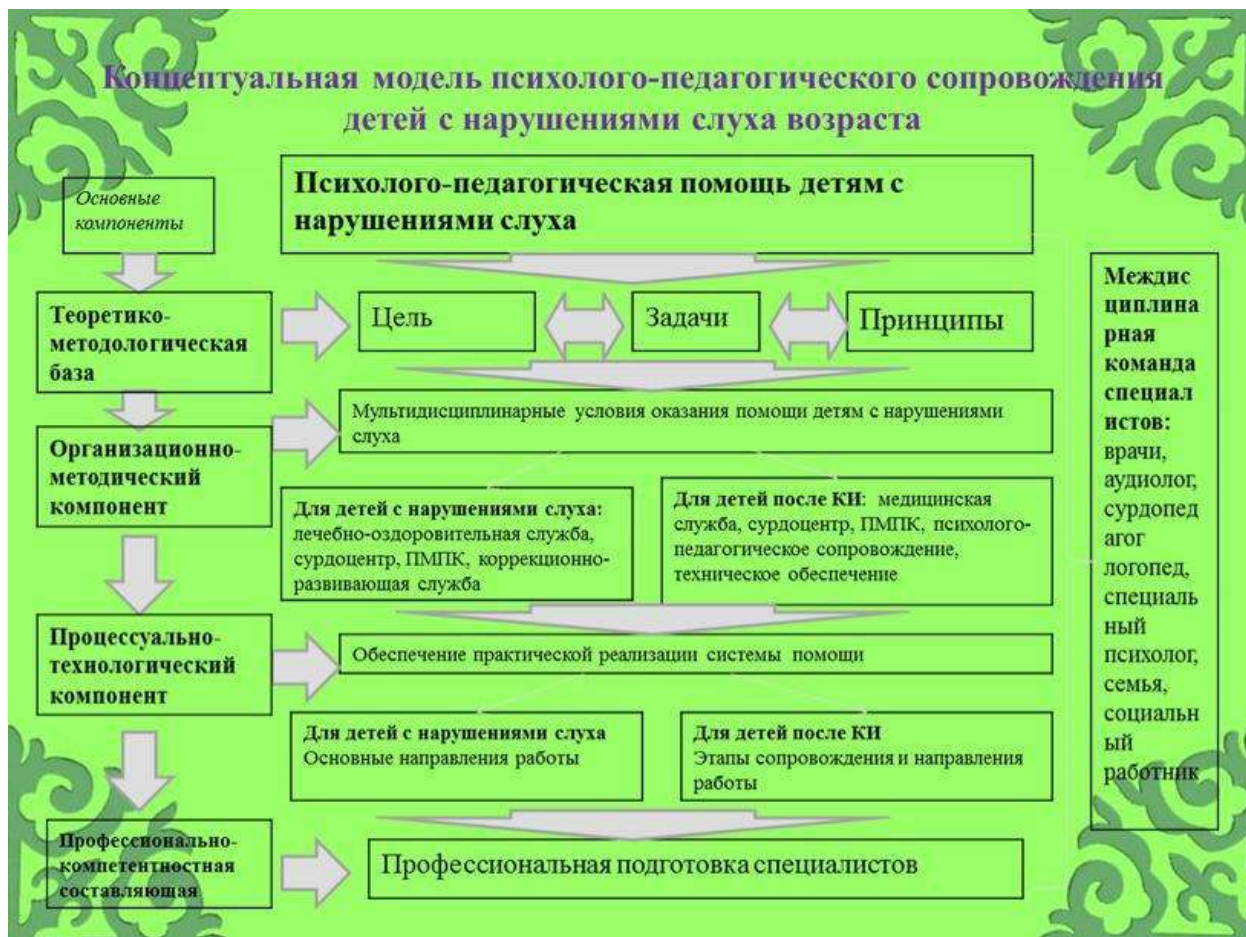 Концептуальная модель психолого-педагогического сопровождения
детей с нарушениями слуха возраста
Основные
компоненты
Психолого-педагогическая помощь детям с
нарушениями слуха
Теоретико-
методологическая
база
Цель
Задачи
Принципы
Организационно-
методический
компонент
Мультидисциплинарные условия оказания помощи детям с нарушениями
слуха
Для детей с нарушениями слуха:
лечебно-оздоровительная служба,
сурдоцентр, ПМПК, коррекционно-
развивающая служба
Для детей после КИ: медицинская
служба, сурдоцентр, ПМПК, психолого-
педагогическое сопровождение,
техническое обеспечение
Процессуально-
технологический
компонент
Обеспечение практической реализации системы помощи
Для детей с нарушениями слуха
Основные направления работы
Для детей после КИ
Этапы сопровождения и направления
работы
Профессионально-
компетентностная
составляющая
Профессиональная подготовка специалистов
Междис
циплина
рная
команда
специал
истов:
врачи,
аудиолог,
сурдопед
агог
логопед,
специаль
ный
психолог,
семья,
социальн
ый
работник